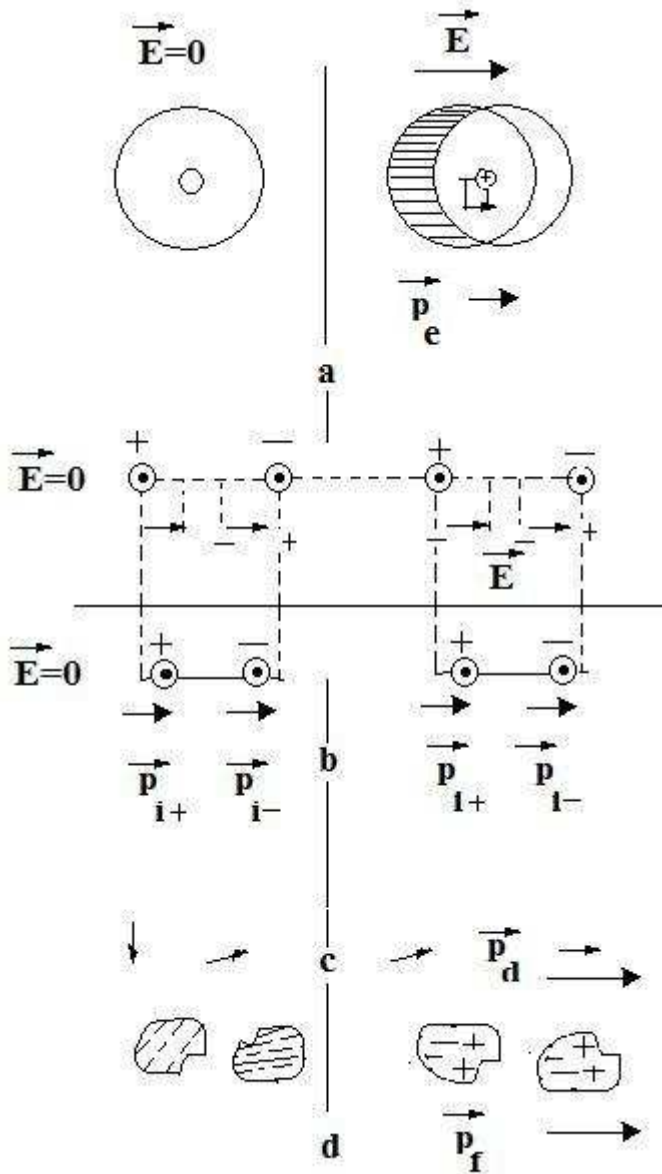 E=0 E
+
p e
a
+ — + —
E=0
— + — — +
E
+ — + —
E=0
b
p i+ p i− p i+ p i−
c p d
— + +
— + — +
+ — +
p f
d